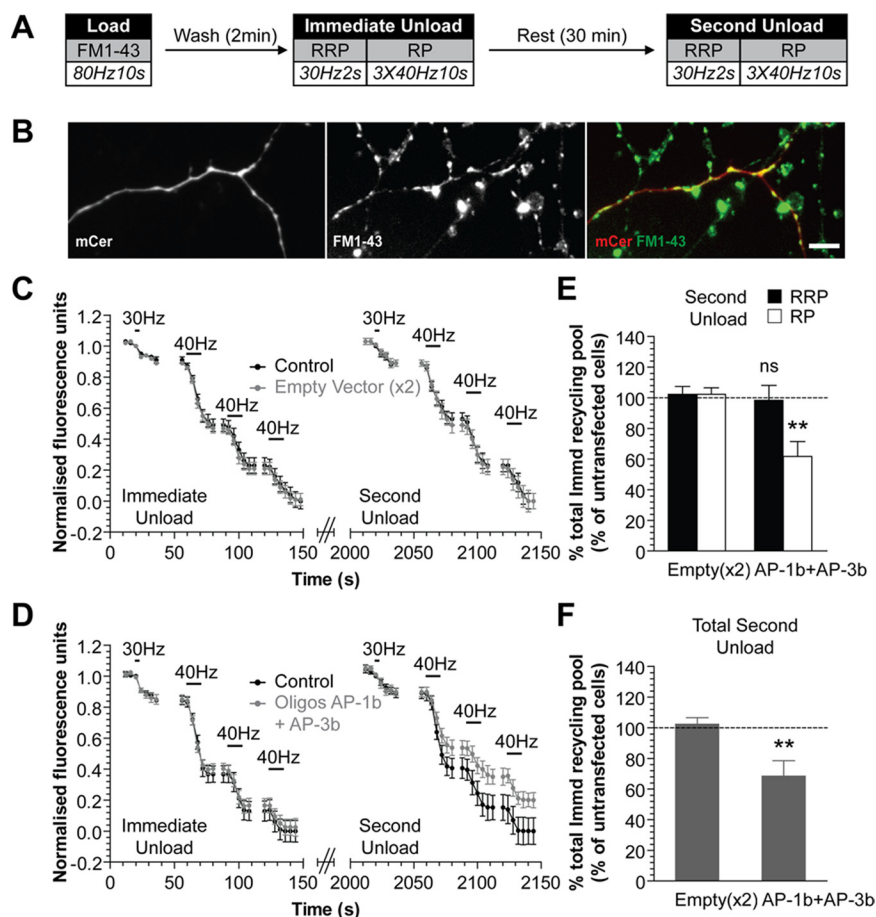 A
Load
FM1-43
80Hz10s
Wash (2min)
Immediate Unload
RRP RP
30Hz2s 3X40Hz10s
Rest (30 min)
Second Unload
RRP RP
30Hz2s 3X40Hz10s
B
mCer
FM1-43
mCer FM1-43
C
Normalised fluorescence units
1.2
1.0
0.8
0.6
0.4
0.2
0.0
-0.2
30Hz
40Hz
40Hz
40Hz
Control
Empty Vector (x2)
Immediate
Unload
30Hz
40Hz
40Hz
40Hz
Second
Unload
0 50 100 150 2000 2050 2100 2150
Time (s)
D
Normalised fluorescence units
1.2
1.0
0.8
0.6
0.4
0.2
0.0
-0.2
30Hz
40Hz
40Hz
40Hz
Control
Oligos AP-1b
+ AP-3b
Immediate
Unload
30Hz
40Hz
40Hz
40Hz
Second
Unload
0 50 100 150 2000 2050 2100 2150
Time (s)
E
Second
Unload
RRP
RP
% total Immd recycling pool
(% of untransfected cells)
140
120
100
80
60
40
20
0
ns
**
Empty(x2) AP-1b+AP-3b
F
Total Second
Unload
% total Immd recycling pool
(% of untransfected cells)
140
120
100
80
60
40
20
0
**
Empty(x2) AP-1b+AP-3b